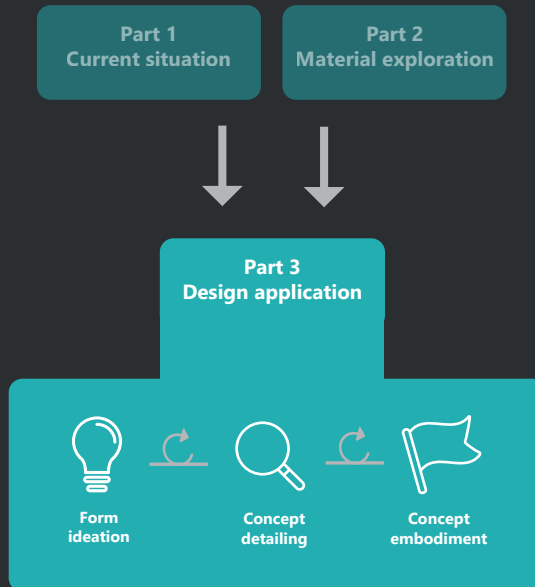 Part 1
Current situation
Part 2
Material exploration
Part 3
Design application
Form
ideation
Concept
detailing
Concept
embodiment